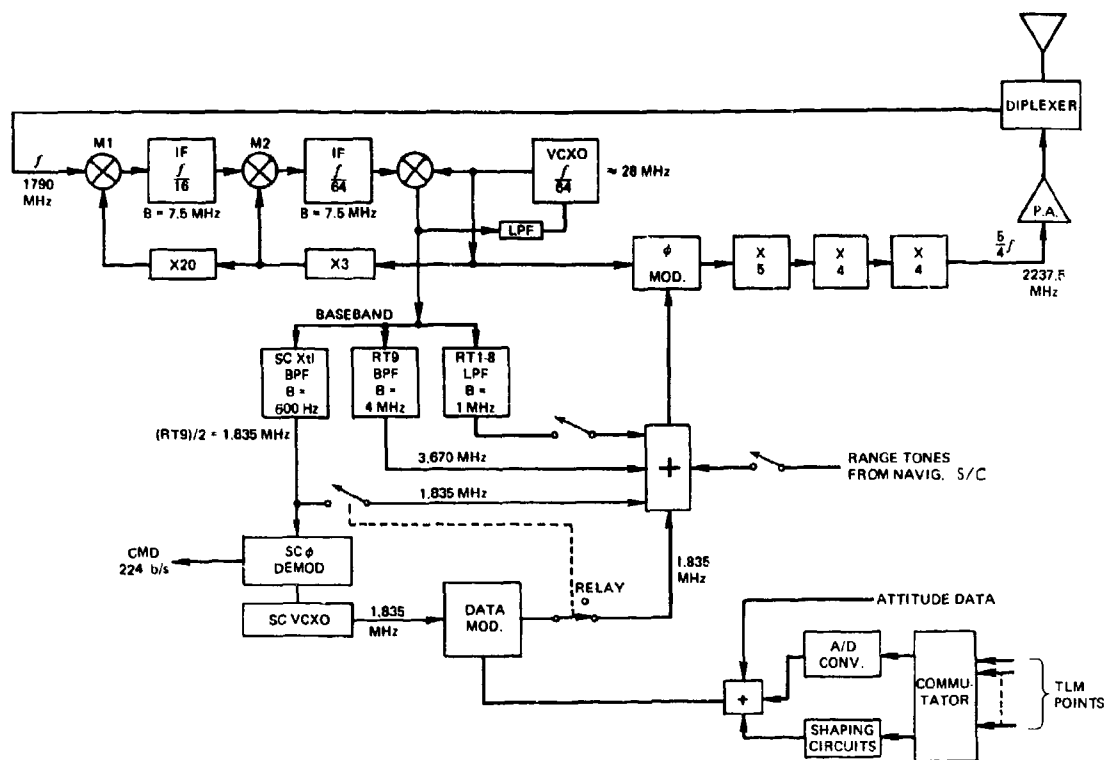 DIPLEXER
M1
IF
f
16
B = 7.5 MHz
M2
IF
f
64
B = 7.5 MHz
VCXO
f
64
≈ 28 MHz
f
1790
MHz
LPF
P.A.
X20
X3
ϕ
MOD.
X
5
X
4
X
4
5/4 f
2237.5
MHz
BASEBAND
SC Xtl
BPF
B =
600 Hz
RT9
BPF
B =
4 MHz
RT1-8
LPF
B =
1 MHz
(RT9)/2 = 1.835 MHz
3.670 MHz
+
RANGE TONES
FROM NAVIG. S/C
1.835 MHz
CMD
224 b/s
SC ϕ
DEMOD
1.835
MHz
RELAY
SC VCXO
1.835
MHz
DATA
MOD.
ATTITUDE DATA
A/D
CONV.
COMMU-
TATOR
TLM
POINTS
+
SHAPING
CIRCUITS